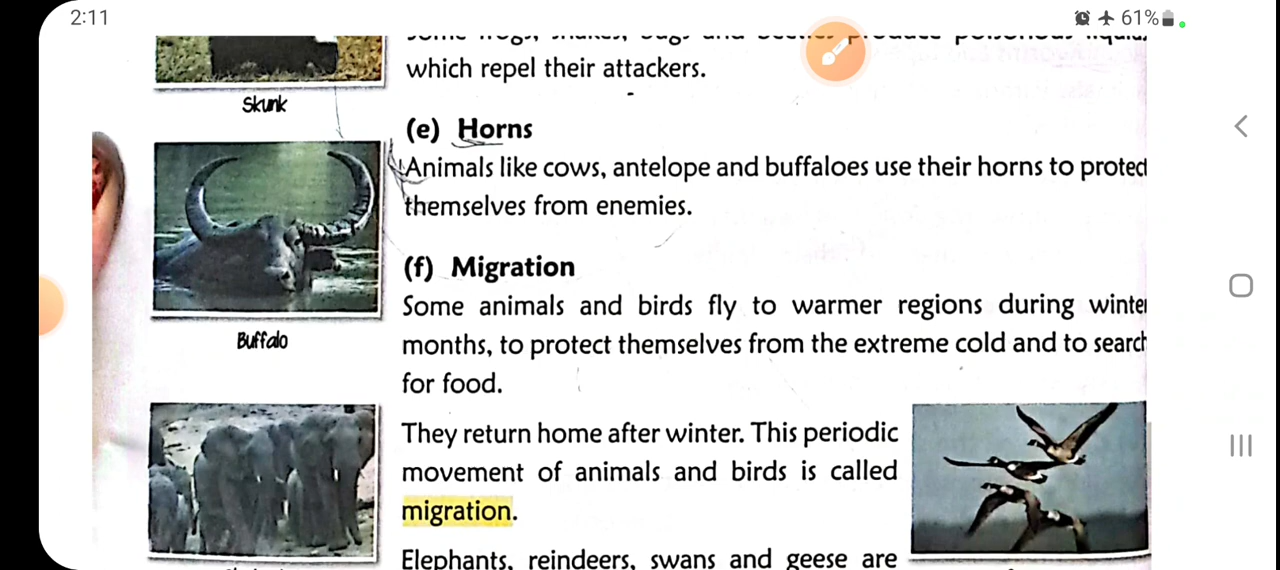 2:11
61%
which repel their attackers.
Skunk
(e) Horns
Animals like cows, antelope and buffaloes use their horns to protect
themselves from enemies.
(f) Migration
Some animals and birds fly to warmer regions during winter
Buffalo
months, to protect themselves from the extreme cold and to search
for food.
They return home after winter. This periodic
movement of animals and birds is called
migration.
Elephants, reindeers, swans and geese are